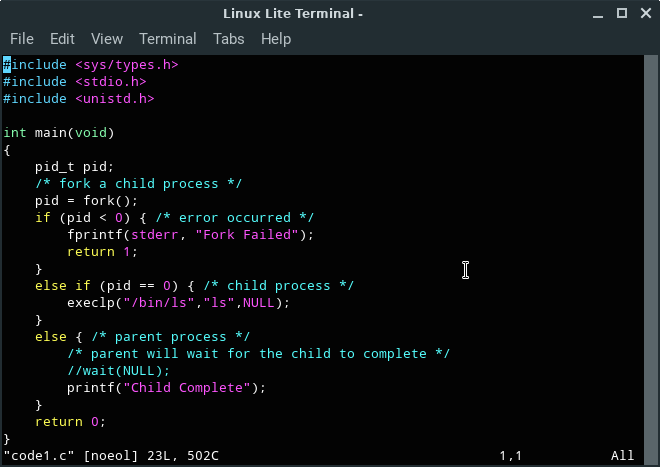 Linux Lite Terminal -
File Edit View Terminal Tabs Help
#include <sys/types.h>
#include <stdio.h>
#include <unistd.h>
int main(void)
{
    pid_t pid;
    /* fork a child process */
    pid = fork();
    if (pid < 0) { /* error occurred */
        fprintf(stderr, "Fork Failed");
        return 1;
    }
    else if (pid == 0) { /* child process */
        execlp("/bin/ls","ls",NULL);
    }
    else { /* parent process */
        /* parent will wait for the child to complete */
        //wait(NULL);
        printf("Child Complete");
    }
    return 0;
}
"code1.c" [noeol] 23L, 502C 1,1 All